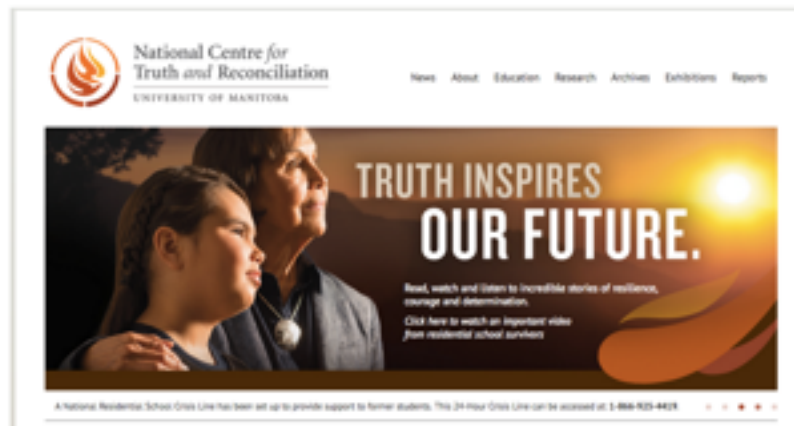 National Centre for
Truth and Reconciliation
UNIVERSITY OF MANITOBA
News About Education Research Archives Exhibitions Reports
TRUTH INSPIRES
OUR FUTURE.
Read, watch and listen to incredible stories of resilience,
courage and determination.
Click here to watch an important video
from residential school survivors
A National Residential School Crisis Line has been set up to provide support to former students. This 24-Hour Crisis Line can be accessed at: 1-866-925-4419